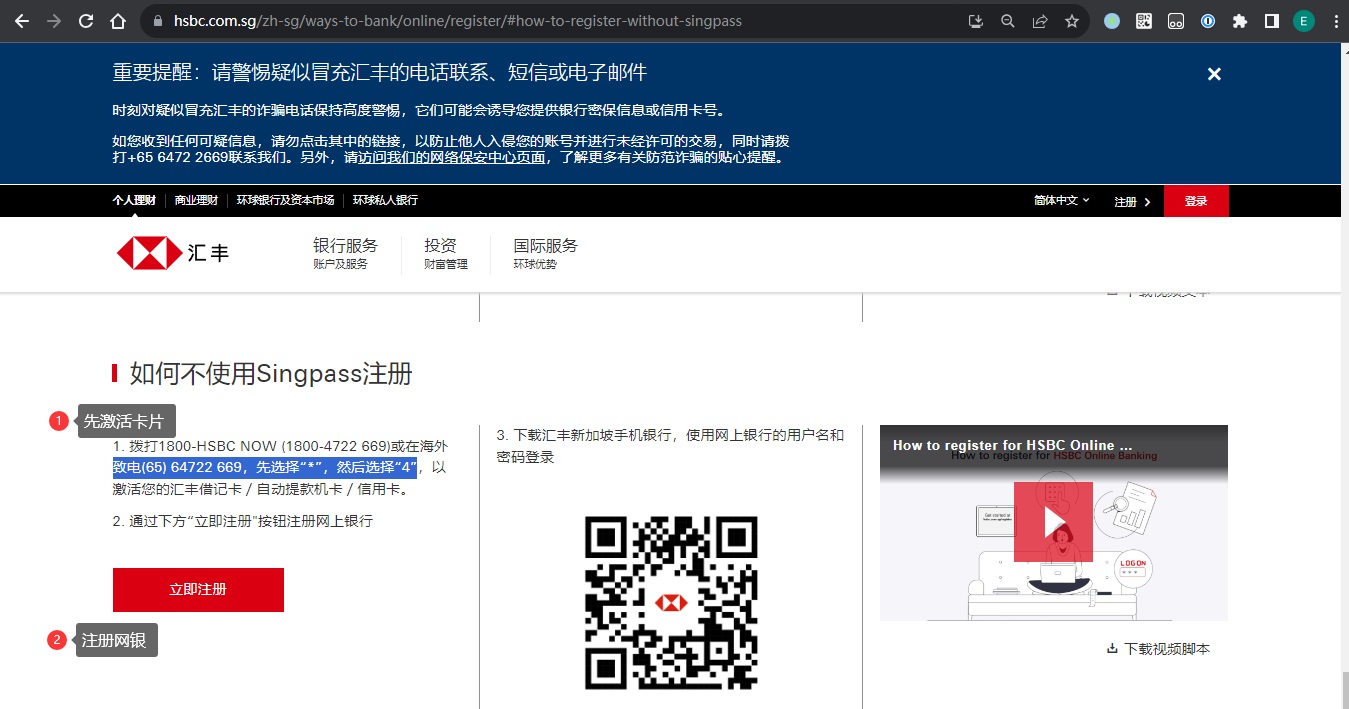 hsbc.com.sg/zh-sg/ways-to-bank/online/register/#how-to-register-without-singpass
E
重要提醒：请警惕疑似冒充汇丰的电话联系、短信或电子邮件
时刻对疑似冒充汇丰的诈骗电话保持高度警惕，它们可能会诱导您提供银行密保信息或信用卡号。
如您收到任何可疑信息，请勿点击其中的链接，以防止他人入侵您的账号并进行未经许可的交易，同时请拨
打+65 6472 2669联系我们。另外，请访问我们的网络保安中心页面，了解更多有关防范诈骗的贴心提醒。
个人理财 商业理财 环球银行及资本市场 环球私人银行
简体中文 注册 登录
汇丰
银行服务
账户及服务
投资
财富管理
国际服务
环球优势
如何不使用Singpass注册
1 先激活卡片
1. 拨打1800-HSBC NOW (1800-4722 669)或在海外
致电(65) 64722 669，先选择“*”，然后选择“4”，以
激活您的汇丰借记卡 / 自动提款机卡 / 信用卡。
2. 通过下方“立即注册"按钮注册网上银行
立即注册
2 注册网银
3. 下载汇丰新加坡手机银行，使用网上银行的用户名和
密码登录
How to register for HSBC Online ...
How to register for HSBC Online Banking
LOG ON
下载视频脚本